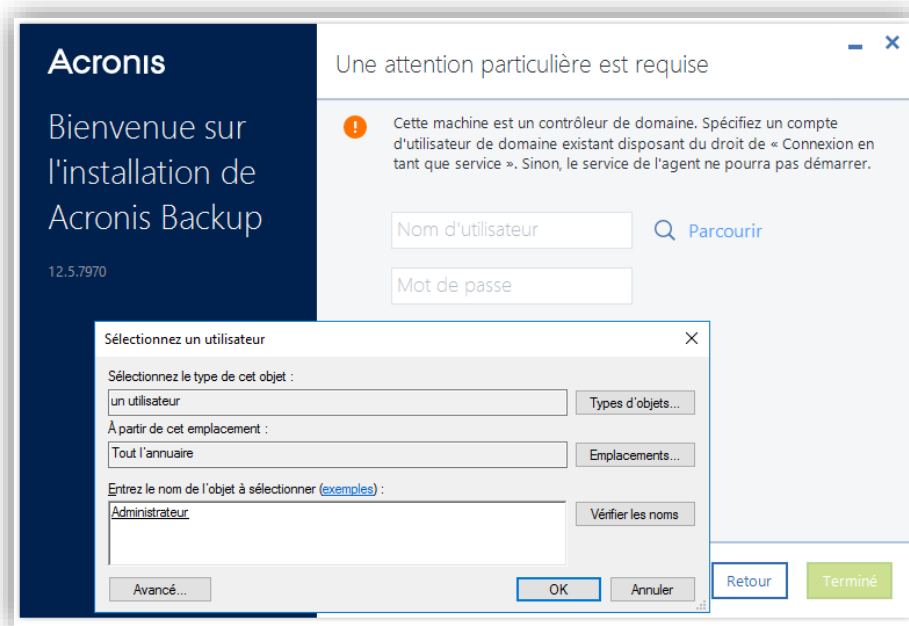 Acronis
Bienvenue sur
l'installation de
Acronis Backup
12.5.7970
Une attention particulière est requise
Cette machine est un contrôleur de domaine. Spécifiez un compte
d'utilisateur de domaine existant disposant du droit de « Connexion en
tant que service ». Sinon, le service de l'agent ne pourra pas démarrer.
Nom d'utilisateur
Parcourir
Mot de passe
Sélectionnez un utilisateur
Sélectionnez le type de cet objet :
un utilisateur
Types d'objets...
À partir de cet emplacement :
Tout l'annuaire
Emplacements...
Entrez le nom de l'objet à sélectionner (exemples) :
Administrateur
Vérifier les noms
Avancé...
OK
Annuler
Retour
Terminé